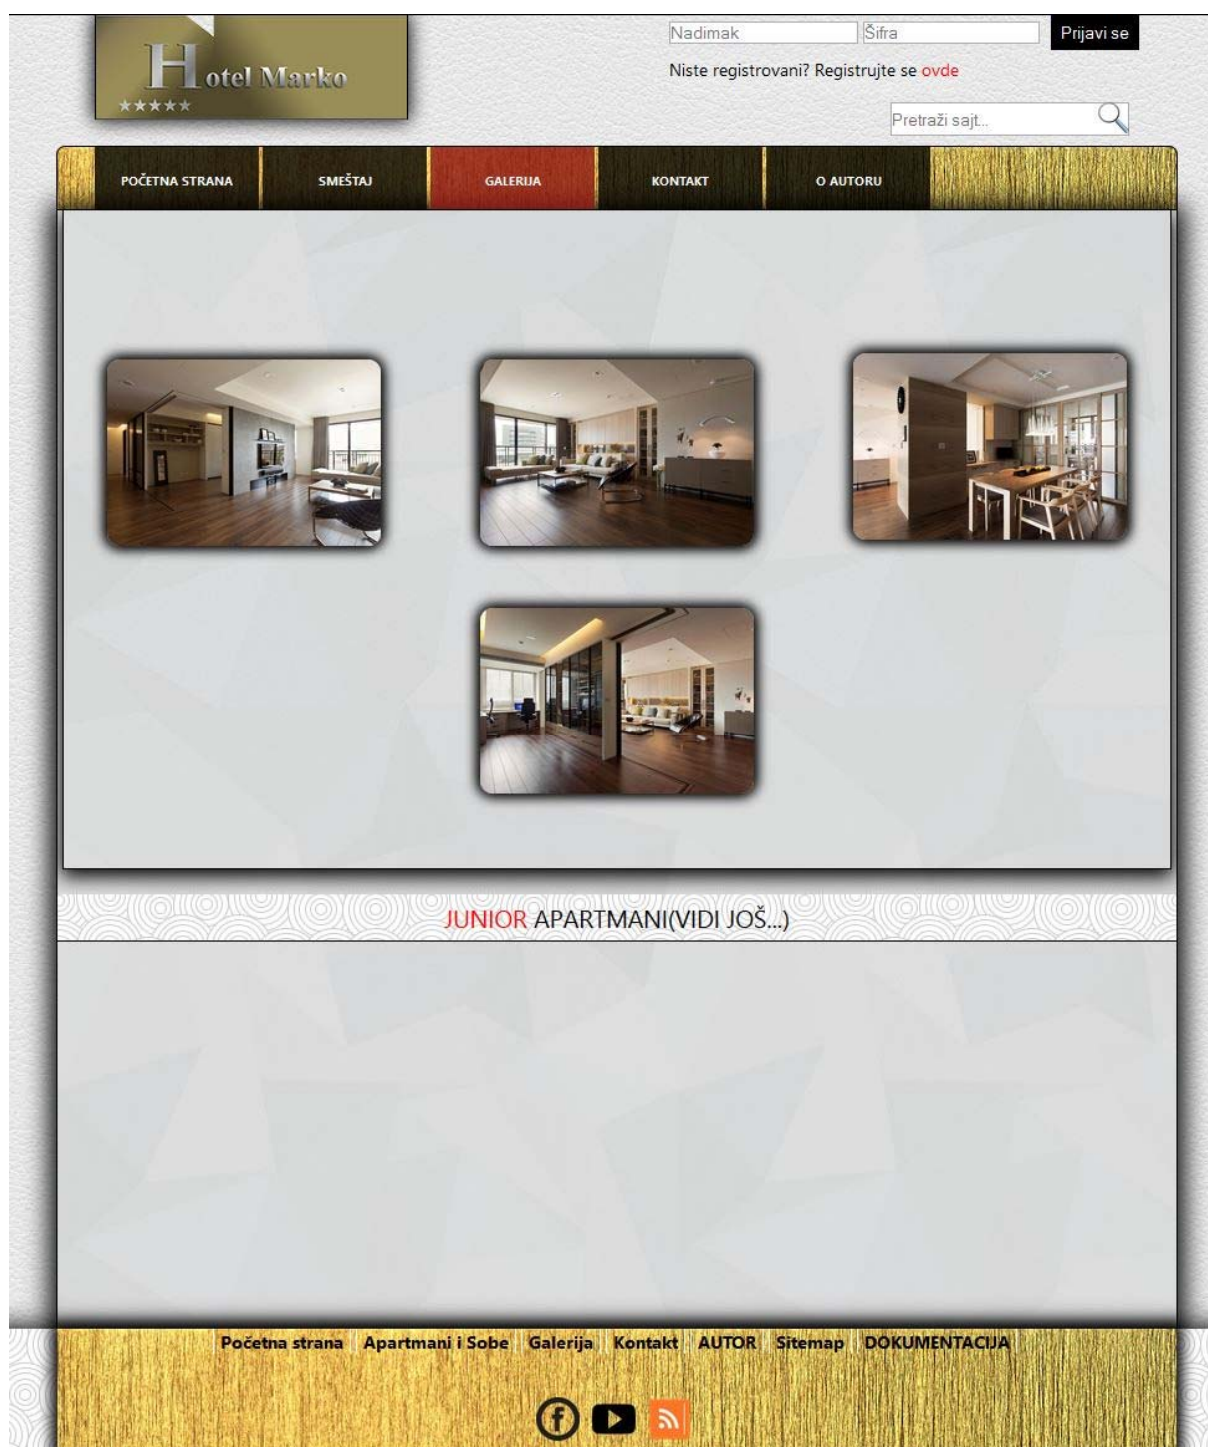 Hotel Marko
★★★★★
Nadimak Šifra Prijavi se
Niste registrovani? Registrujte se ovde
Pretraži sajt...
POČETNA STRANA SMEŠTAJ GALERIJA KONTAKT O AUTORU
JUNIOR APARTMANI(VIDI JOŠ...)
Početna strana Apartmani i Sobe Galerija Kontakt AUTOR Sitemap DOKUMENTACIJA